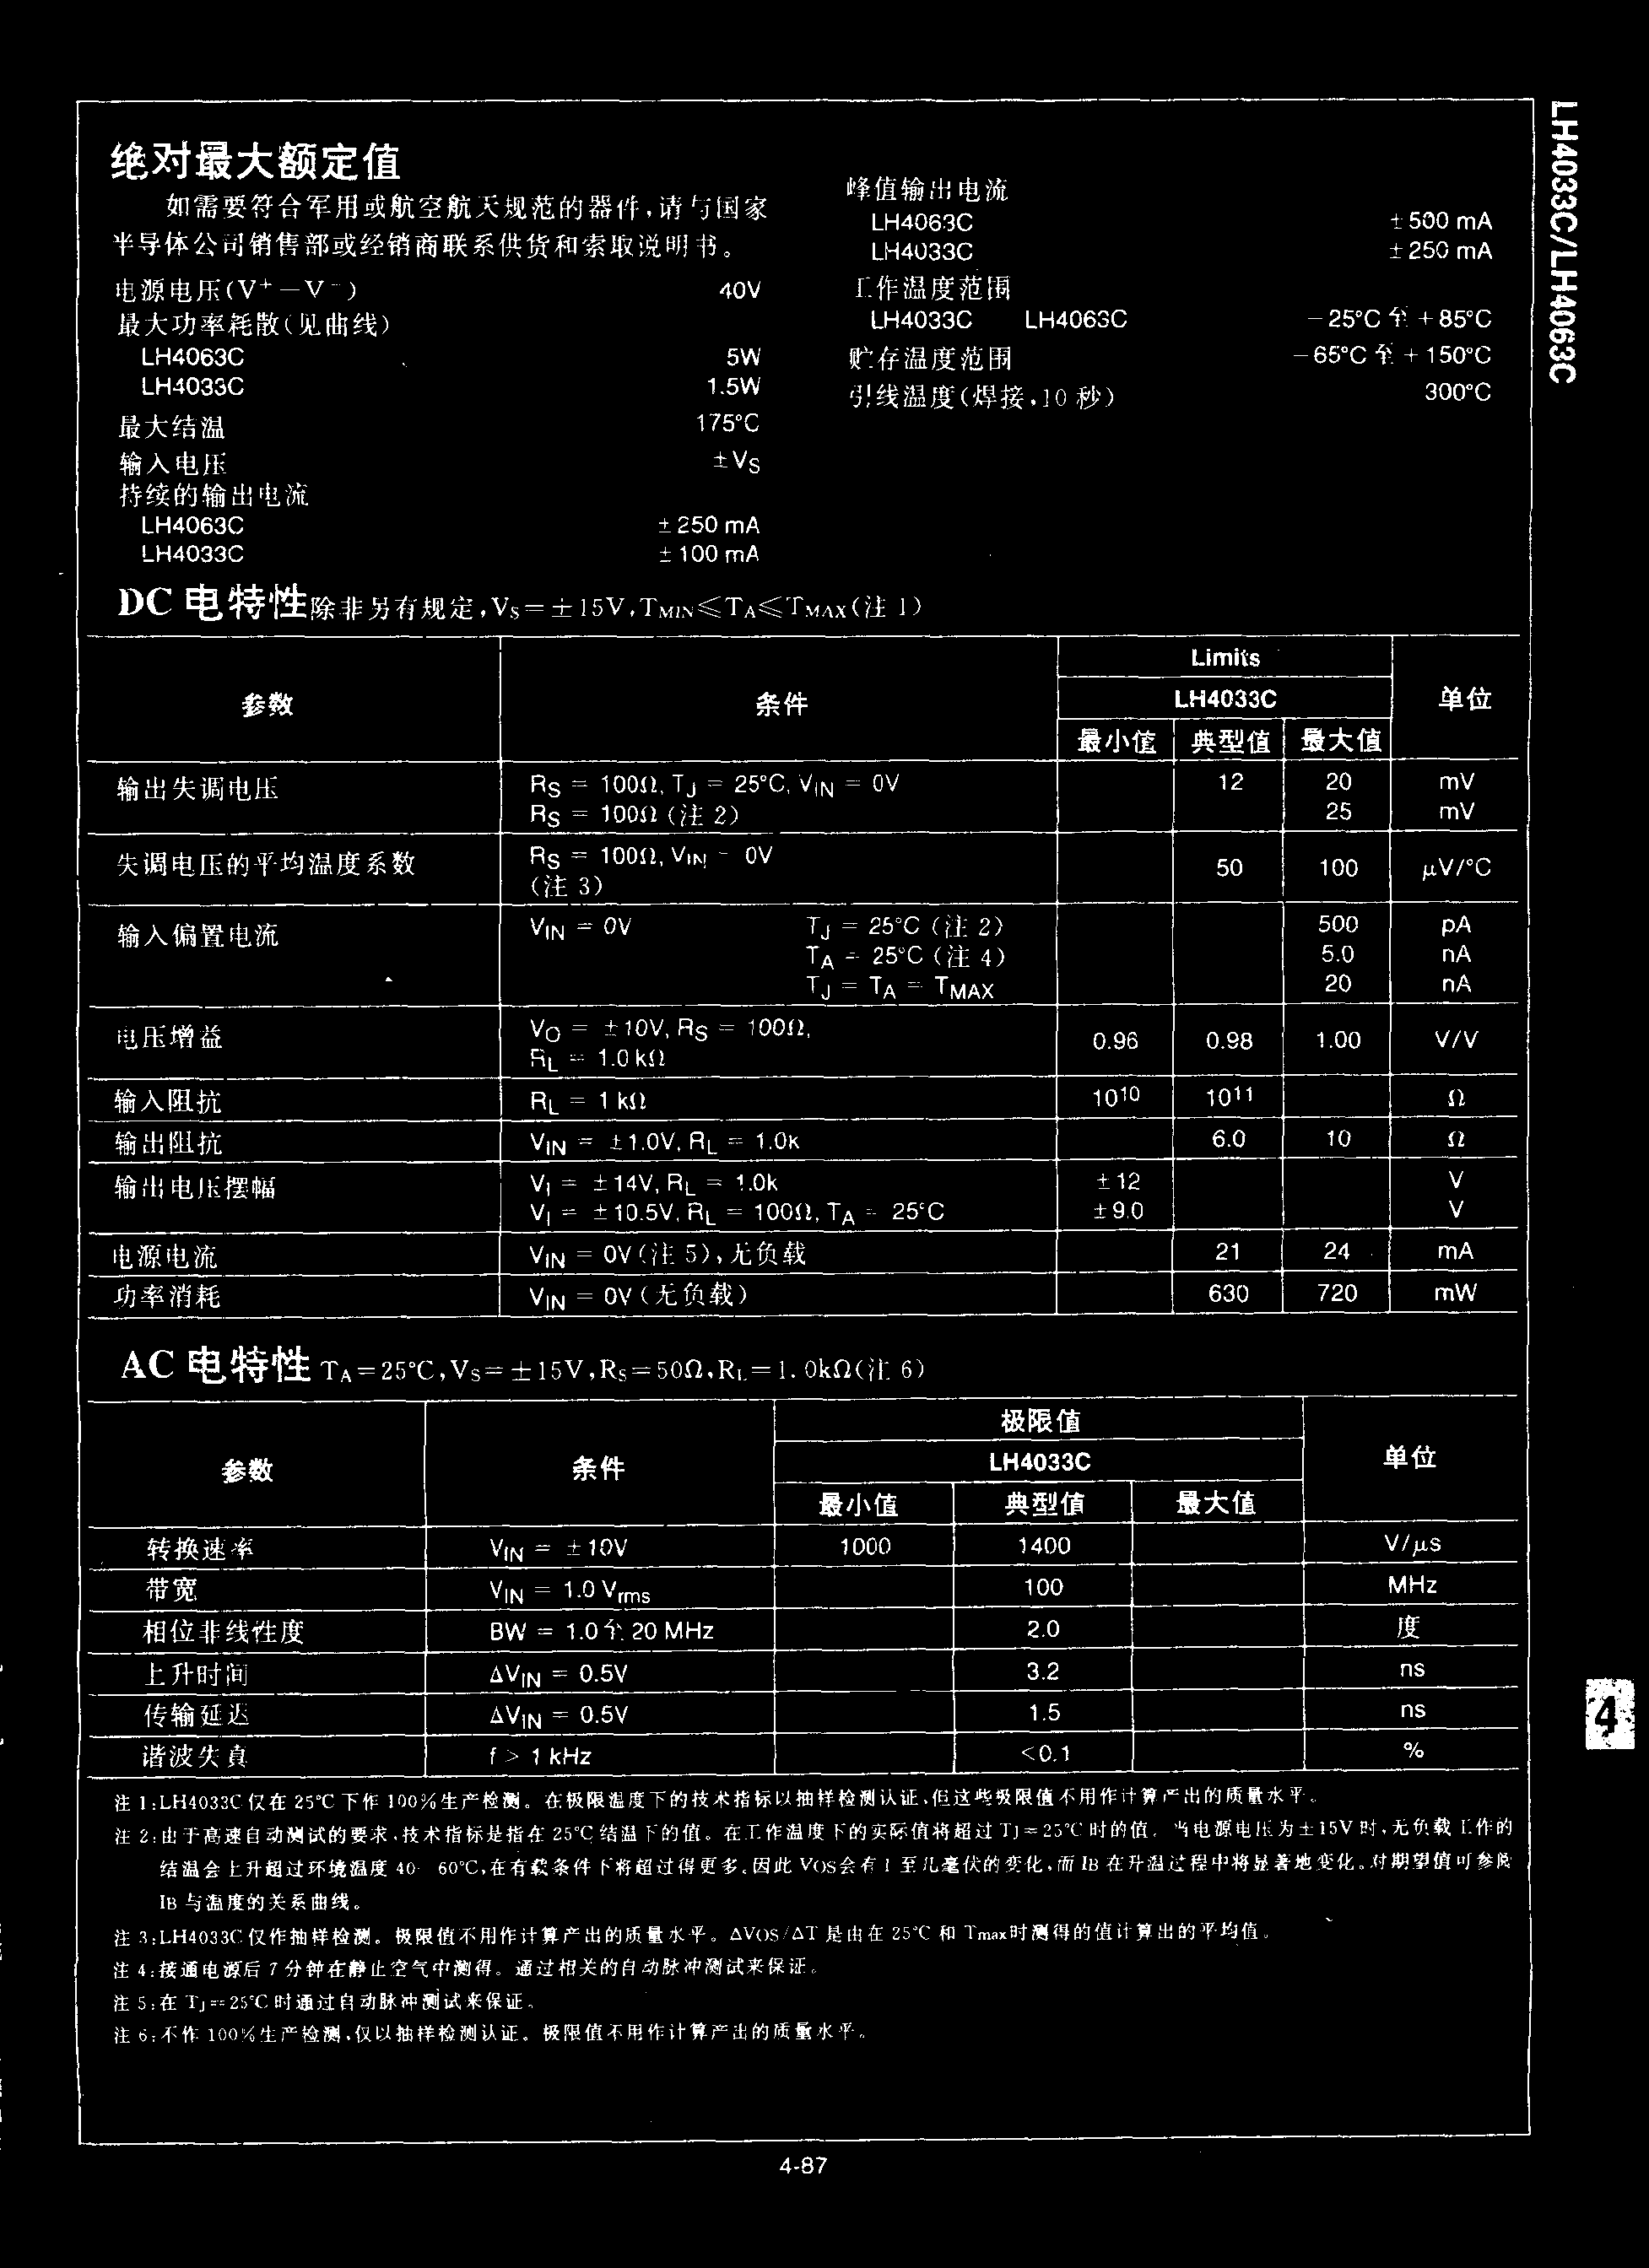 LH4033C/LH4063C
绝对最大额定值
如需要符合军用或航空航天规范的器件,请与国家
半导体公司销售部或经销商联系供货和索取说明书。
电源电压(V⁺－V⁻) 40V
最大功率耗散(见曲线)
LH4063C 5W
LH4033C 1.5W
最大结温 175°C
输入电压 ±VS
持续的输出电流
LH4063C ±250 mA
LH4033C ±100 mA
峰值输出电流
LH4063C ±500 mA
LH4033C ±250 mA
工作温度范围
LH4033C LH4063C −25°C 至 +85°C
贮存温度范围 −65°C 至 +150°C
引线温度(焊接,10 秒) 300°C
DC 电特性 除非另有规定,VS=±15V,TMIN≤TA≤TMAX(注 1)
参数 条件 Limits 单位
LH4033C
最小值 典型值 最大值
输出失调电压 RS = 100Ω, TJ = 25°C, VIN = 0V 12 20 mV
RS = 100Ω (注 2) 25 mV
失调电压的平均温度系数 RS = 100Ω, VIN = 0V 50 100 μV/°C
(注 3)
输入偏置电流 VIN = 0V TJ = 25°C (注 2) 500 pA
TA = 25°C (注 4) 5.0 nA
TJ = TA = TMAX 20 nA
电压增益 VO = ±10V, RS = 100Ω, 0.96 0.98 1.00 V/V
RL = 1.0 kΩ
输入阻抗 RL = 1 kΩ 10¹⁰ 10¹¹ Ω
输出阻抗 VIN = ±1.0V, RL = 1.0k 6.0 10 Ω
输出电压摆幅 VI = ±14V, RL = 1.0k ±12 V
VI = ±10.5V, RL = 100Ω, TA = 25°C ±9.0 V
电源电流 VIN = 0V(注 5),无负载 21 24 mA
功率消耗 VIN = 0V(无负载) 630 720 mW
AC 电特性 TA=25°C,VS=±15V,RS=50Ω,RL=1.0kΩ(注 6)
参数 条件 极限值 单位
LH4033C
最小值 典型值 最大值
转换速率 VIN = ±10V 1000 1400 V/μs
带宽 VIN = 1.0 Vrms 100 MHz
相位非线性度 BW = 1.0 至 20 MHz 2.0 度
上升时间 ΔVIN = 0.5V 3.2 ns
传输延迟 ΔVIN = 0.5V 1.5 ns
谐波失真 f > 1 kHz <0.1 %
注 1:LH4033C 仅在 25°C 下作 100%生产检测。在极限温度下的技术指标以抽样检测认证,但这些极限值不用作计算产出的质量水平。
注 2:由于高速自动测试的要求,技术指标是指在 25°C 结温下的值。在工作温度下的实际值将超过 TJ=25°C 时的值。当电源电压为±15V 时,无负载工作的
结温会上升超过环境温度 40－60°C,在有载条件下将超过得更多,因此 VOS会有 1 至几毫伏的变化,而 IB 在升温过程中将显著地变化。对期望值可参阅
IB 与温度的关系曲线。
注 3:LH4033C 仅作抽样检测。极限值不用作计算产出的质量水平。ΔVOS/ΔT 是由在 25°C 和 Tmax时测得的值计算出的平均值。
注 4:接通电源后 7 分钟在静止空气中测得。通过相关的自动脉冲测试来保证。
注 5:在 TJ=25°C 时通过自动脉冲测试来保证。
注 6:不作 100%生产检测,仅以抽样检测认证。极限值不用作计算产出的质量水平。
4
4-87